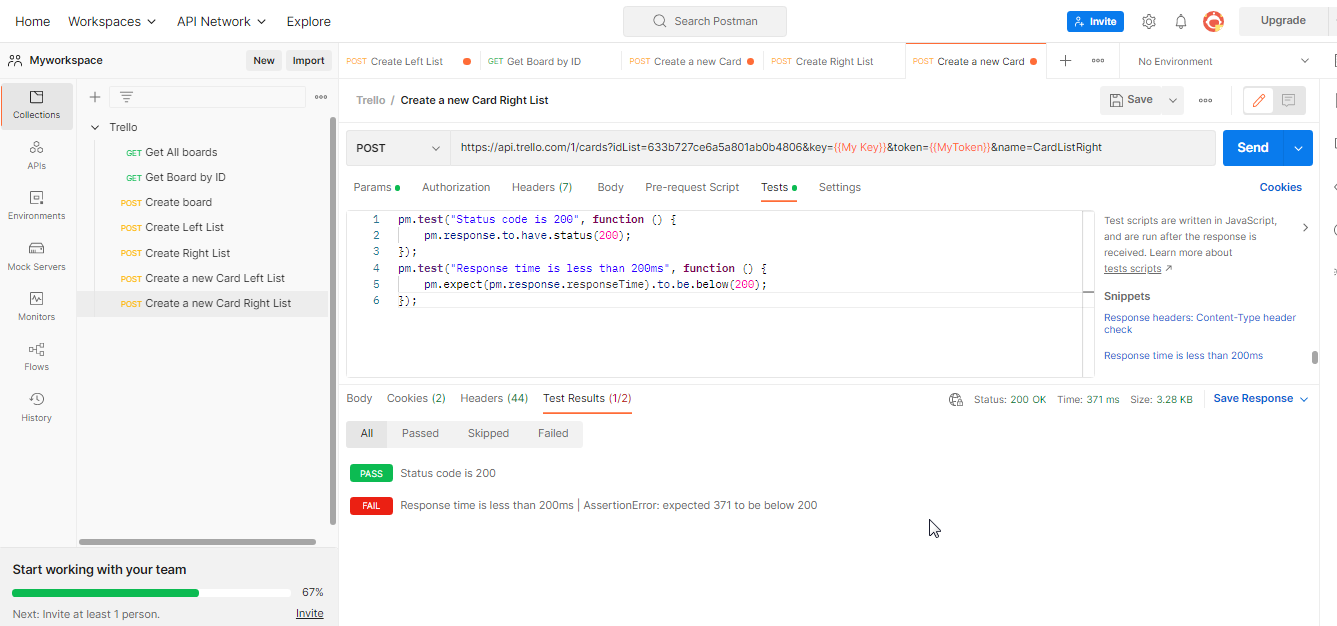 Home Workspaces API Network Explore Search Postman Invite Upgrade
Myworkspace New Import
POST Create Left List GET Get Board by ID POST Create a new Card POST Create Right List POST Create a new Card No Environment
Collections
APIs
Environments
Mock Servers
Monitors
Flows
History
Trello
GET Get All boards
GET Get Board by ID
POST Create board
POST Create Left List
POST Create Right List
POST Create a new Card Left List
POST Create a new Card Right List
Start working with your team
67%
Next: Invite at least 1 person. Invite
Trello / Create a new Card Right List Save
POST https://api.trello.com/1/cards?idList=633b727ce6a5a801ab0b4806&key={{My Key}}&token={{MyToken}}&name=CardListRight Send
Params Authorization Headers (7) Body Pre-request Script Tests Settings Cookies
1 pm.test("Status code is 200", function () {
2 pm.response.to.have.status(200);
3 });
4 pm.test("Response time is less than 200ms", function () {
5 pm.expect(pm.response.responseTime).to.be.below(200);
6 });
Test scripts are written in JavaScript,
and are run after the response is
received. Learn more about
tests scripts
Snippets
Response headers: Content-Type header
check
Response time is less than 200ms
Body Cookies (2) Headers (44) Test Results (1/2) Status: 200 OK Time: 371 ms Size: 3.28 KB Save Response
All Passed Skipped Failed
PASS Status code is 200
FAIL Response time is less than 200ms | AssertionError: expected 371 to be below 200